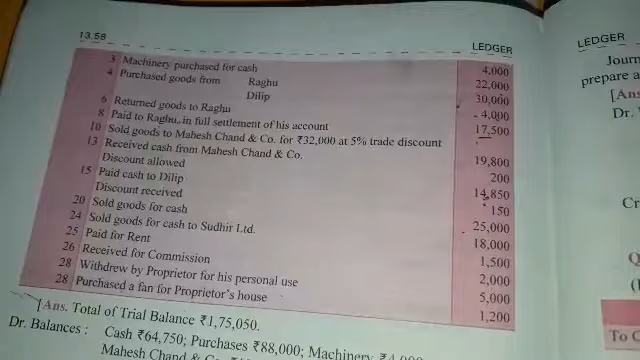 13.58
LEDGER
3 Machinery purchased for cash 4,000
4 Purchased goods from Raghu 22,000
Dilip 30,000
6 Returned goods to Raghu 4,000
8 Paid to Raghu, in full settlement of his account 17,500
10 Sold goods to Mahesh Chand & Co. for ₹32,000 at 5% trade discount
13 Received cash from Mahesh Chand & Co. 19,800
Discount allowed 200
15 Paid cash to Dilip 14,850
Discount received 150
20 Sold goods for cash 25,000
24 Sold goods for cash to Sudhir Ltd. 18,000
25 Paid for Rent 1,500
26 Received for Commission 2,000
28 Withdrew by Proprietor for his personal use 5,000
28 Purchased a fan for Proprietor's house 1,200
[Ans. Total of Trial Balance ₹1,75,050.
Dr. Balances : Cash ₹64,750; Purchases ₹88,000; Machinery ₹4,000
Mahesh Chand &
LEDGER
Journ
prepare a
[Ans
Dr.
Cr
Q
To C